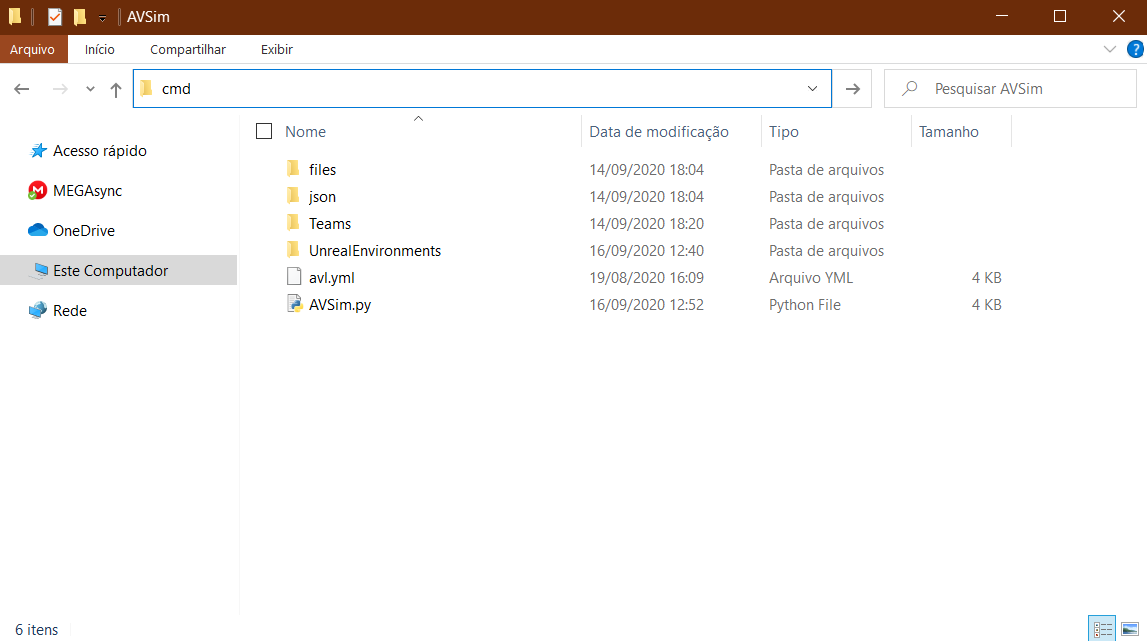 AVSim
Arquivo Início Compartilhar Exibir
cmd Pesquisar AVSim
Nome Data de modificação Tipo Tamanho
Acesso rápido
MEGAsync
OneDrive
Este Computador
Rede
files 14/09/2020 18:04 Pasta de arquivos
json 14/09/2020 18:04 Pasta de arquivos
Teams 14/09/2020 18:20 Pasta de arquivos
UnrealEnvironments 16/09/2020 12:40 Pasta de arquivos
avl.yml 19/08/2020 16:09 Arquivo YML 4 KB
AVSim.py 16/09/2020 12:52 Python File 4 KB
6 itens